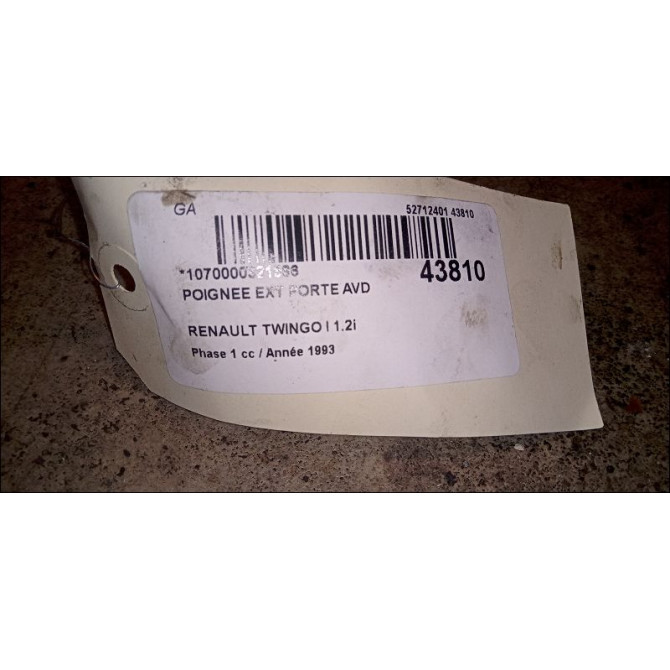 GA 52712401 43810
43810
POIGNEE EXT PORTE AVD
RENAULT TWINGO I 1.2i
Phase 1 cc / Année 1993